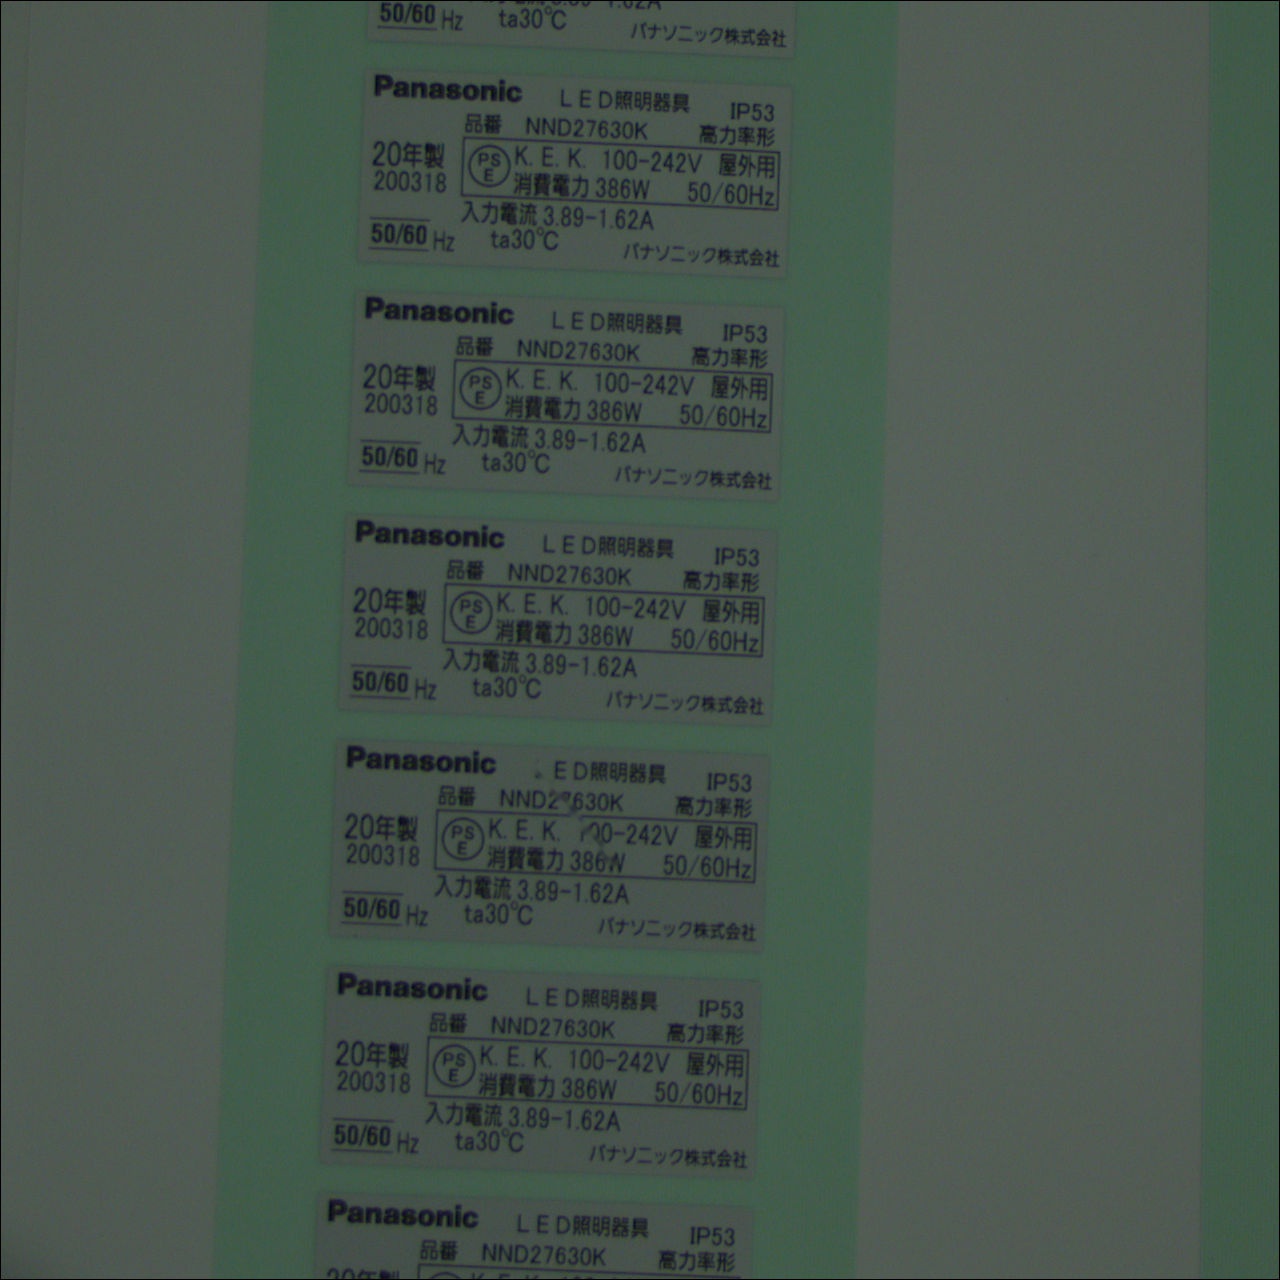 50/60 Hz ta30℃ パナソニック株式会社
Panasonic LED照明器具 IP53
品番 NND27630K 高力率形
20年製 PS E K. E. K. 100-242V 屋外用
200318 消費電力 386W 50/60Hz
入力電流 3.89-1.62A
50/60 Hz ta30℃ パナソニック株式会社
Panasonic LED照明器具 IP53
品番 NND27630K 高力率形
20年製 PS E K. E. K. 100-242V 屋外用
200318 消費電力 386W 50/60Hz
入力電流 3.89-1.62A
50/60 Hz ta30℃ パナソニック株式会社
Panasonic LED照明器具 IP53
品番 NND27630K 高力率形
20年製 PS E K. E. K. 100-242V 屋外用
200318 消費電力 386W 50/60Hz
入力電流 3.89-1.62A
50/60 Hz ta30℃ パナソニック株式会社
Panasonic ED照明器具 IP53
品番 NND27630K 高力率形
20年製 PS E K. E. K. 100-242V 屋外用
200318 消費電力 386W 50/60Hz
入力電流 3.89-1.62A
50/60 Hz ta30℃ パナソニック株式会社
Panasonic LED照明器具 IP53
品番 NND27630K 高力率形
20年製 PS E K. E. K. 100-242V 屋外用
200318 消費電力 386W 50/60Hz
入力電流 3.89-1.62A
50/60 Hz ta30℃ パナソニック株式会社
Panasonic LED照明器具 IP53
品番 NND27630K 高力率形
20年製